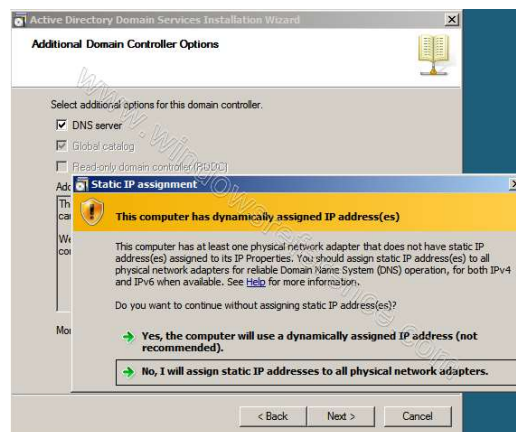 Active Directory Domain Services Installation Wizard
Additional Domain Controller Options
Select additional options for this domain controller.
DNS server
Global catalog
Read-only domain controller (RODC)
Static IP assignment
This computer has dynamically assigned IP address(es)
This computer has at least one physical network adapter that does not have static IP
address(es) assigned to its IP Properties. You should assign static IP address(es) to all
physical network adapters for reliable Domain Name System (DNS) operation, for both IPv4
and IPv6 when available. See Help for more information.
Do you want to continue without assigning static IP address(es)?
Yes, the computer will use a dynamically assigned IP address (not
recommended).
No, I will assign static IP addresses to all physical network adapters.
< Back
Next >
Cancel
www.windowsreference.com